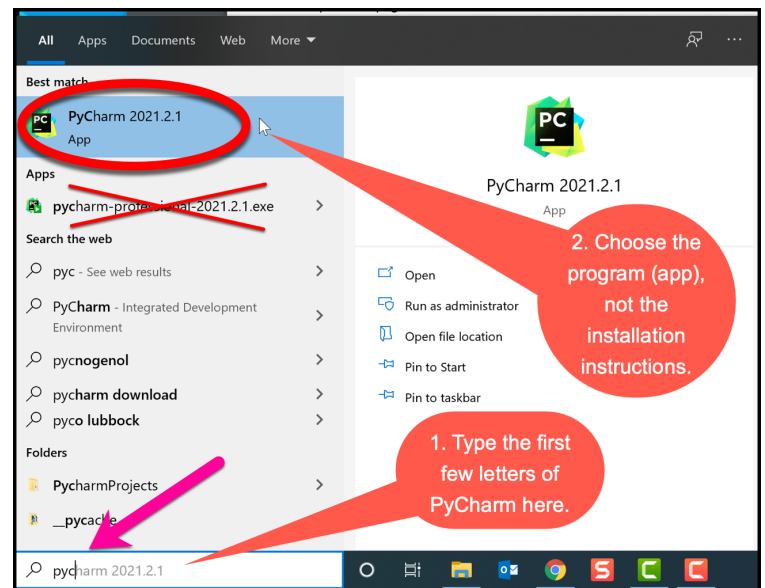 All Apps Documents Web More
Best match
PC
PyCharm 2021.2.1
App
Apps
pycharm-professional-2021.2.1.exe
Search the web
pyc - See web results
PyCharm - Integrated Development
Environment
pycnogenol
pycharm download
pyco lubbock
Folders
PycharmProjects
__pycache
pycharm 2021.2.1
PC
PyCharm 2021.2.1
App
Open
Run as administrator
Open file location
Pin to Start
Pin to taskbar
2. Choose the
program (app),
not the
installation
instructions.
1. Type the first
few letters of
PyCharm here.